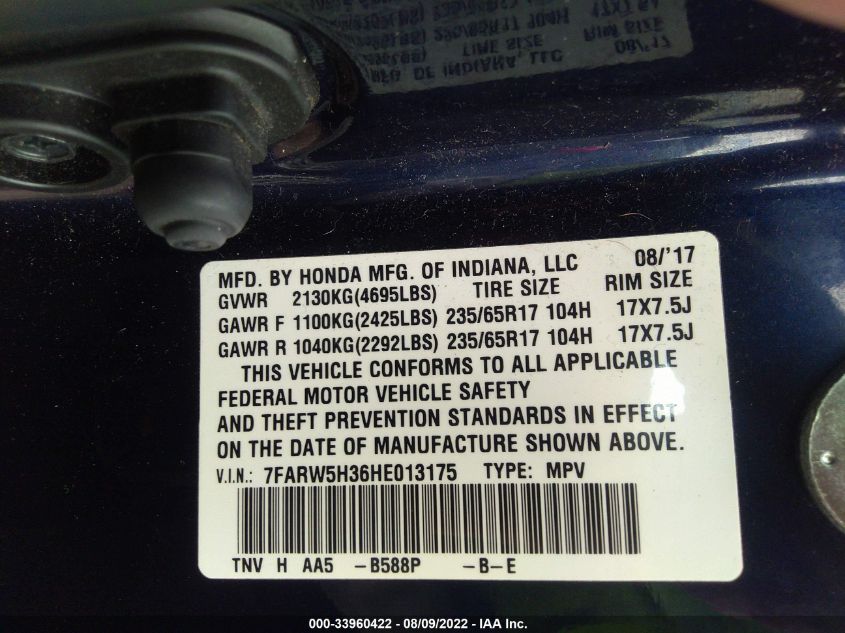 MFD. BY HONDA MFG. OF INDIANA, LLC 08/'17
GVWR 2130KG(4695LBS) TIRE SIZE RIM SIZE
GAWR F 1100KG(2425LBS) 235/65R17 104H 17X7.5J
GAWR R 1040KG(2292LBS) 235/65R17 104H 17X7.5J
THIS VEHICLE CONFORMS TO ALL APPLICABLE
FEDERAL MOTOR VEHICLE SAFETY
AND THEFT PREVENTION STANDARDS IN EFFECT
ON THE DATE OF MANUFACTURE SHOWN ABOVE.
V.I.N.: 7FARW5H36HE013175 TYPE: MPV
TNV H AA5 -B588P -B-E
000-33960422 - 08/09/2022 - IAA Inc.